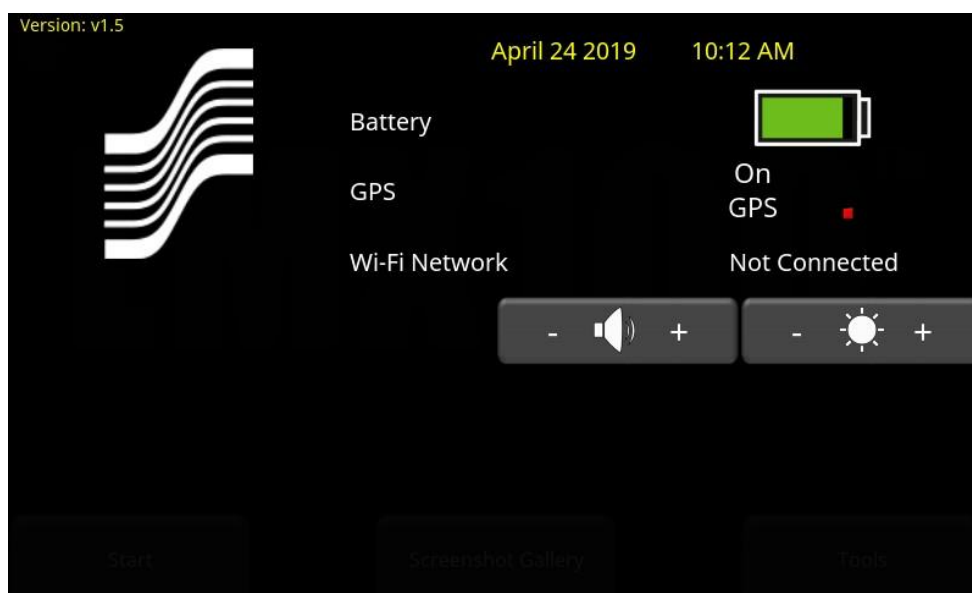 Version: v1.5
April 24 2019 10:12 AM
Battery
GPS
On
GPS
Wi-Fi Network Not Connected
- +
- +
Start Screenshot Gallery Tools